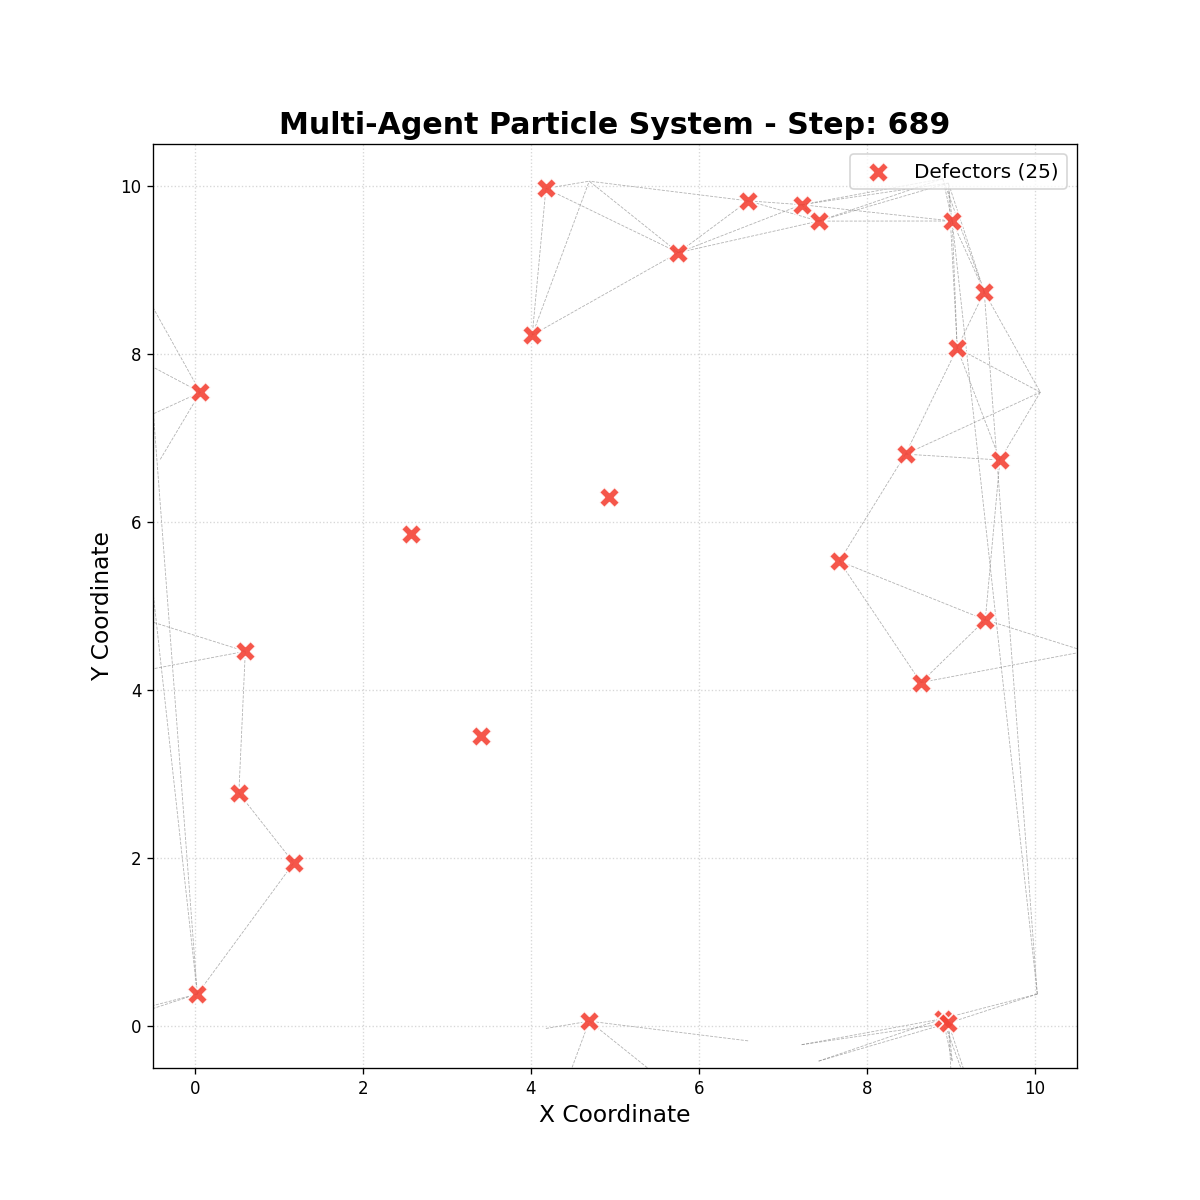 Multi-Agent Particle System - Step: 689
Defectors (25)
10
8
6
4
2
0
Y Coordinate
0 2 4 6 8 10
X Coordinate